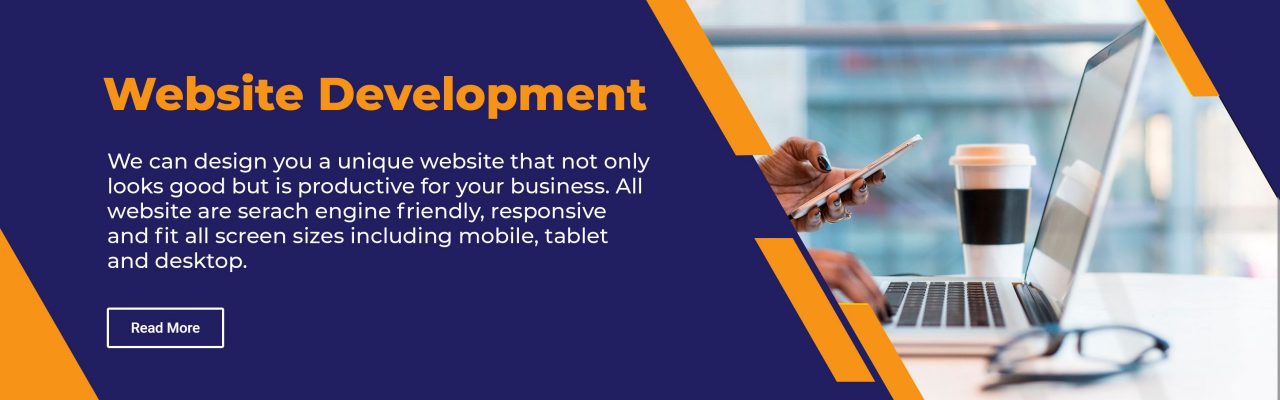 Website Development
We can design you a unique website that not only
looks good but is productive for your business. All
website are serach engine friendly, responsive
and fit all screen sizes including mobile, tablet
and desktop.
Read More